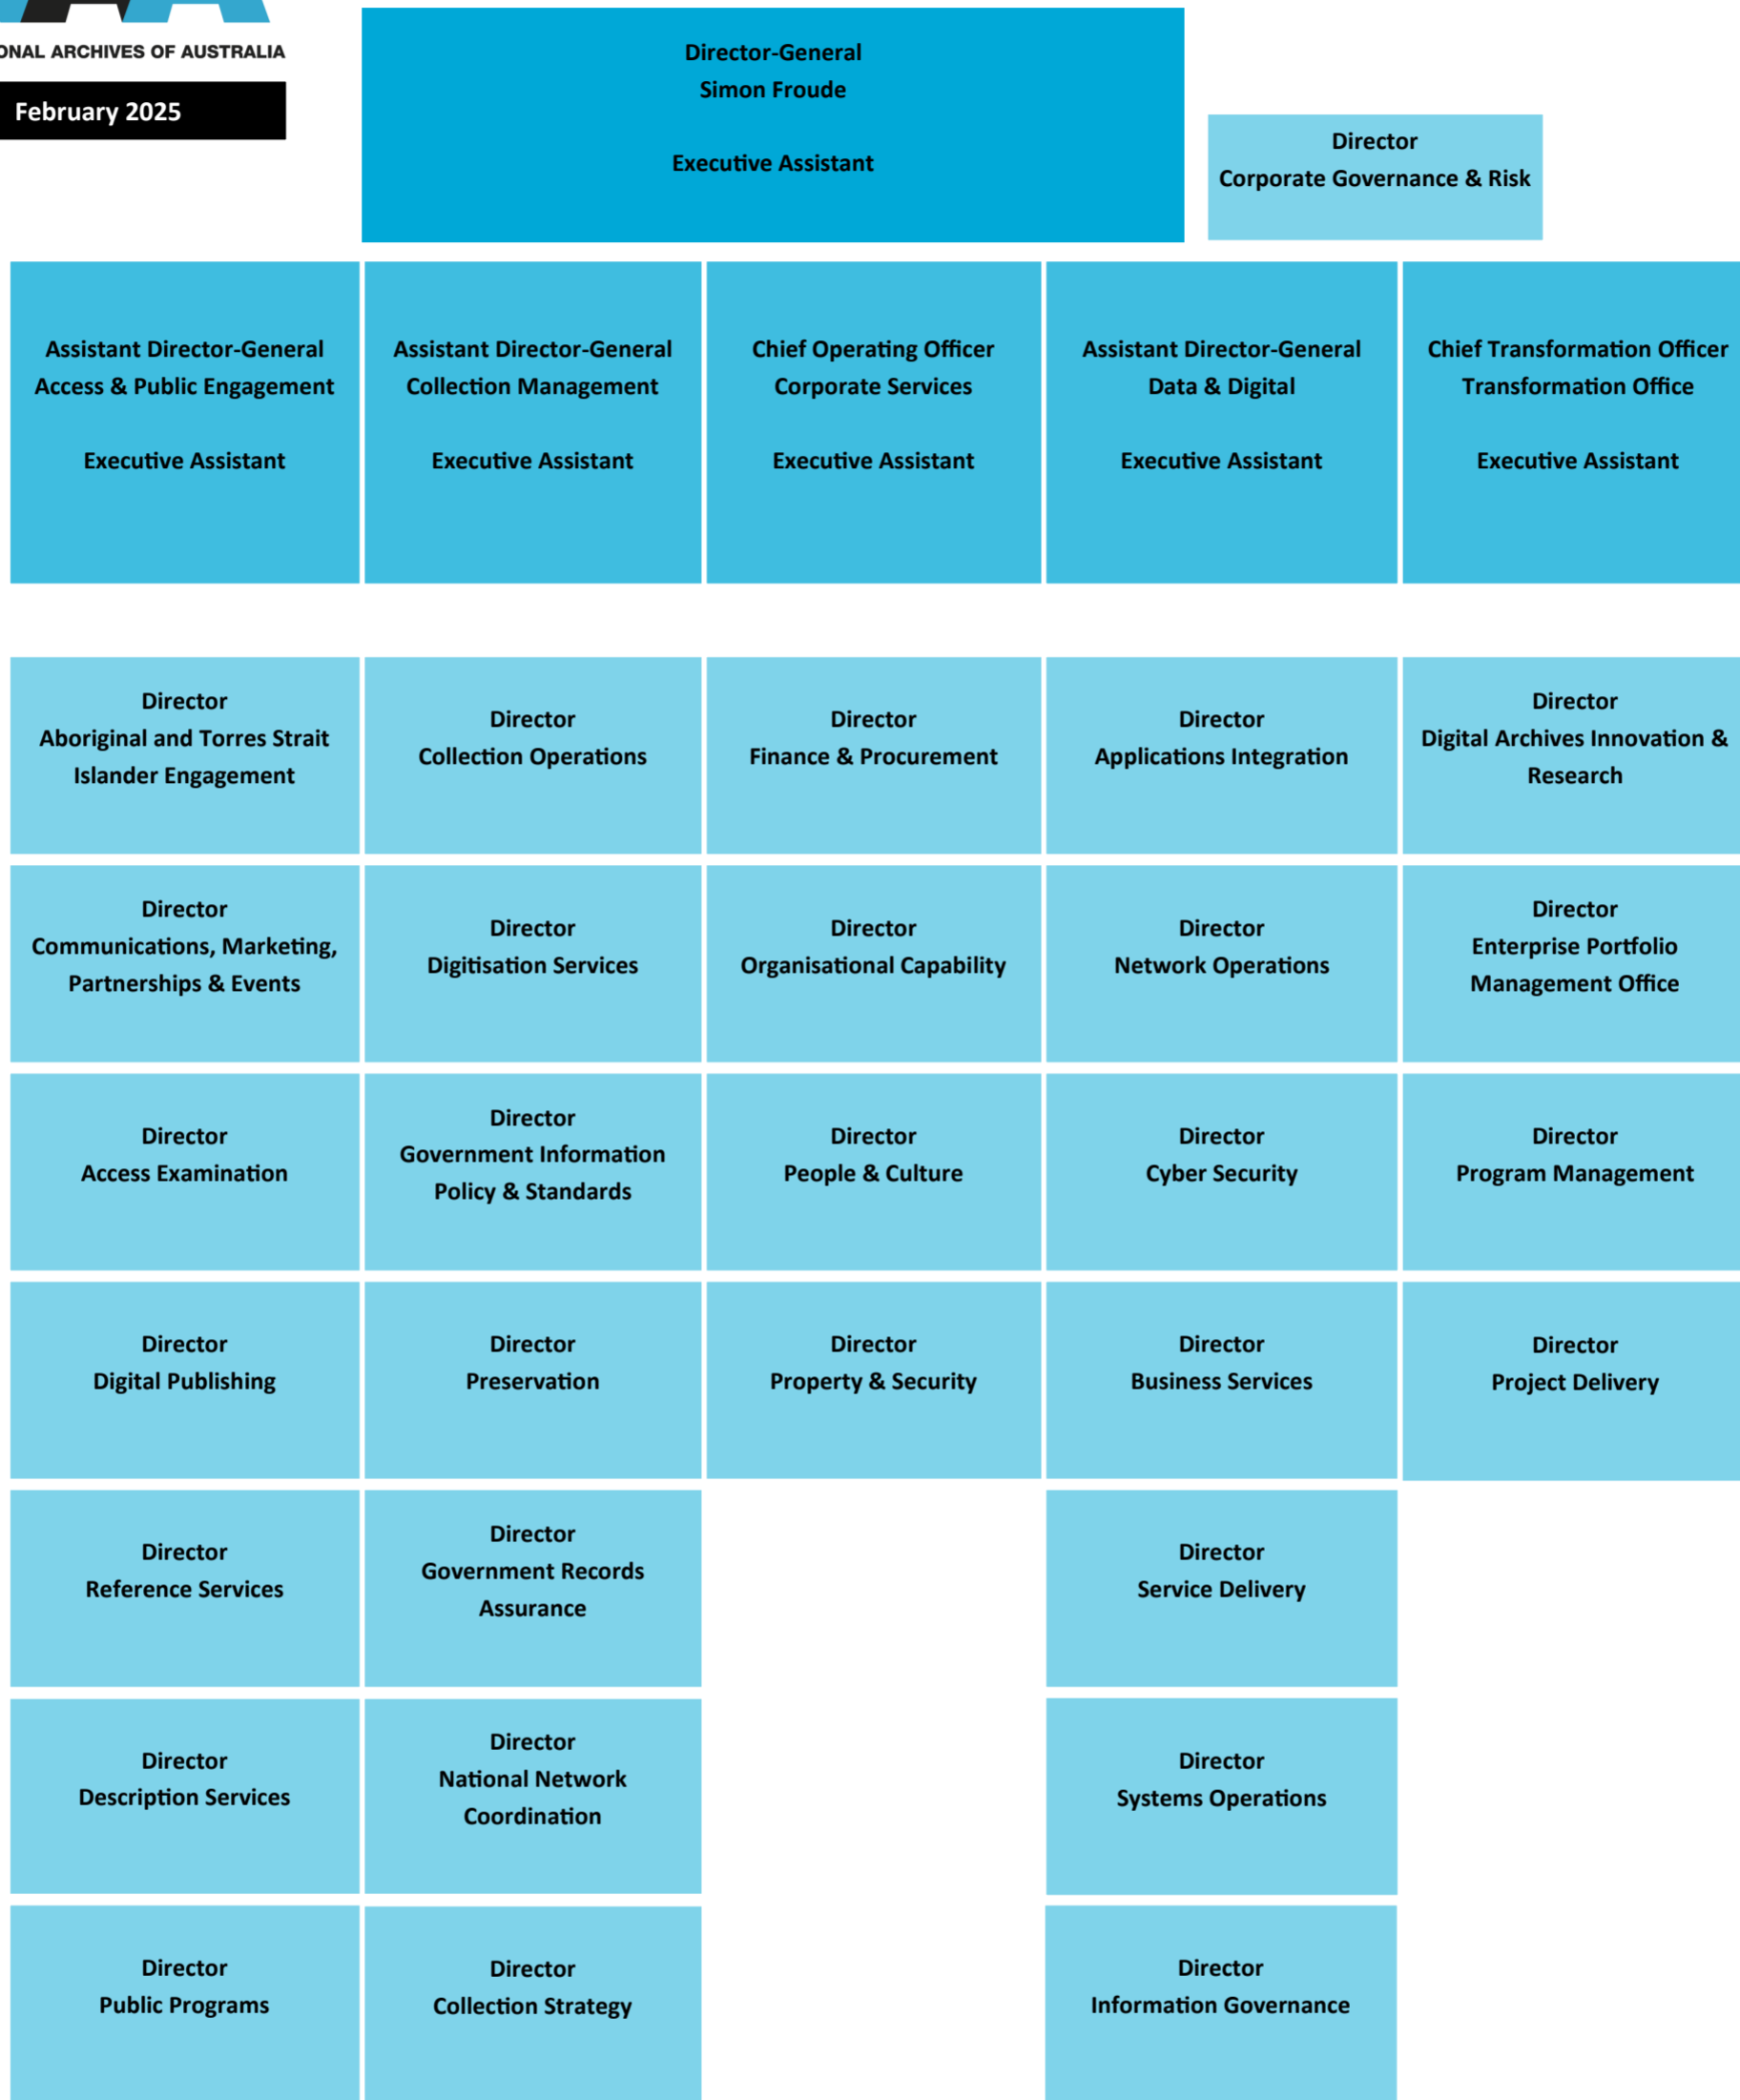 ARCHIVES OF AUSTRALIA
February 2025
Director-General
Simon Froude
Executive Assistant
Director
Corporate Governance & Risk
Assistant Director-General
Access & Public Engagement
Executive Assistant
Assistant Director-General
Collection Management
Executive Assistant
Chief Operating Officer
Corporate Services
Executive Assistant
Assistant Director-General
Data & Digital
Executive Assistant
Chief Transformation Officer
Transformation Office
Executive Assistant
Director
Aboriginal and Torres Strait
Islander Engagement
Director
Collection Operations
Director
Finance & Procurement
Director
Applications Integration
Director
Digital Archives Innovation &
Research
Director
Communications, Marketing,
Partnerships & Events
Director
Digitisation Services
Director
Organisational Capability
Director
Network Operations
Director
Enterprise Portfolio
Management Office
Director
Access Examination
Director
Government Information
Policy & Standards
Director
People & Culture
Director
Cyber Security
Director
Program Management
Director
Digital Publishing
Director
Preservation
Director
Property & Security
Director
Business Services
Director
Project Delivery
Director
Reference Services
Director
Government Records
Assurance
Director
Service Delivery
Director
Description Services
Director
National Network
Coordination
Director
Systems Operations
Director
Public Programs
Director
Collection Strategy
Director
Information Governance